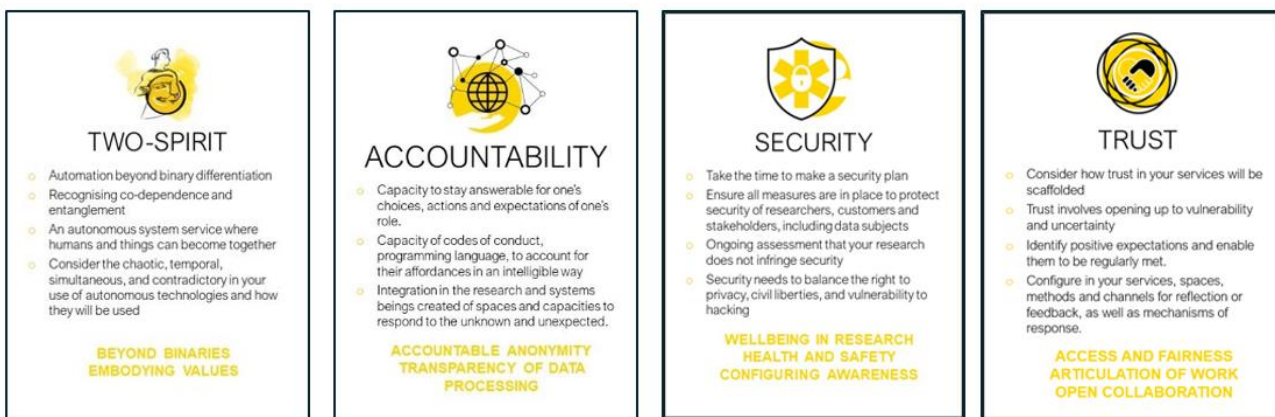 TWO-SPIRIT
Automation beyond binary differentiation
Recognising co-dependence and
entanglement
An autonomous system service where
humans and things can become together
Consider the chaotic, temporal,
simultaneous, and contradictory in your
use of autonomous technologies and how
they will be used
BEYOND BINARIES
EMBODYING VALUES
ACCOUNTABILITY
Capacity to stay answerable for one's
choices, actions and expectations of one's
role.
Capacity of codes of conduct,
programming language, to account for
their affordances in an intelligible way
Integration in the research and systems
beings created of spaces and capacities to
respond to the unknown and unexpected.
ACCOUNTABLE ANONYMITY
TRANSPARENCY OF DATA
PROCESSING
SECURITY
Take the time to make a security plan
Ensure all measures are in place to protect
security of researchers, customers and
stakeholders, including data subjects
Ongoing assessment that your research
does not infringe security
Security needs to balance the right to
privacy, civil liberties, and vulnerability to
hacking
WELLBEING IN RESEARCH
HEALTH AND SAFETY
CONFIGURING AWARENESS
TRUST
Consider how trust in your services will be
scaffolded
Trust involves opening up to vulnerability
and uncertainty
Identify positive expectations and enable
them to be regularly met.
Configure in your services, spaces,
methods and channels for reflection or
feedback, as well as mechanisms of
response.
ACCESS AND FAIRNESS
ARTICULATION OF WORK
OPEN COLLABORATION